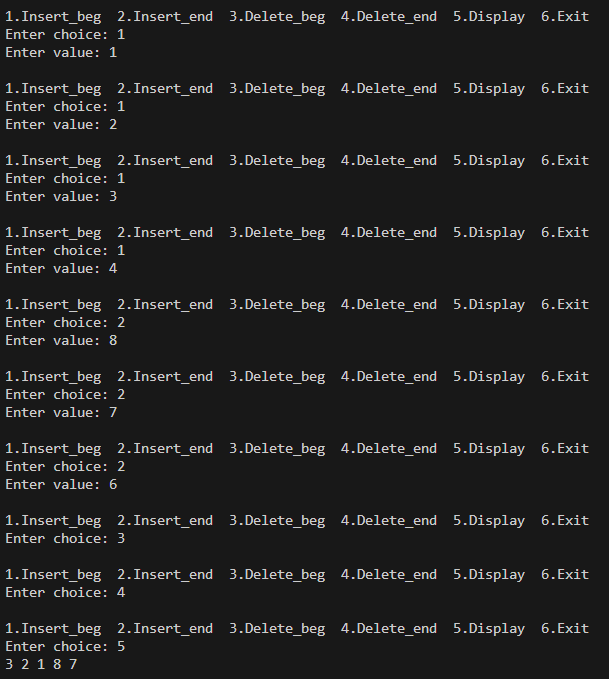 1.Insert_beg  2.Insert_end  3.Delete_beg  4.Delete_end  5.Display  6.Exit
Enter choice: 1
Enter value: 1

1.Insert_beg  2.Insert_end  3.Delete_beg  4.Delete_end  5.Display  6.Exit
Enter choice: 1
Enter value: 2

1.Insert_beg  2.Insert_end  3.Delete_beg  4.Delete_end  5.Display  6.Exit
Enter choice: 1
Enter value: 3

1.Insert_beg  2.Insert_end  3.Delete_beg  4.Delete_end  5.Display  6.Exit
Enter choice: 1
Enter value: 4

1.Insert_beg  2.Insert_end  3.Delete_beg  4.Delete_end  5.Display  6.Exit
Enter choice: 2
Enter value: 8

1.Insert_beg  2.Insert_end  3.Delete_beg  4.Delete_end  5.Display  6.Exit
Enter choice: 2
Enter value: 7

1.Insert_beg  2.Insert_end  3.Delete_beg  4.Delete_end  5.Display  6.Exit
Enter choice: 2
Enter value: 6

1.Insert_beg  2.Insert_end  3.Delete_beg  4.Delete_end  5.Display  6.Exit
Enter choice: 3

1.Insert_beg  2.Insert_end  3.Delete_beg  4.Delete_end  5.Display  6.Exit
Enter choice: 4

1.Insert_beg  2.Insert_end  3.Delete_beg  4.Delete_end  5.Display  6.Exit
Enter choice: 5
3 2 1 8 7